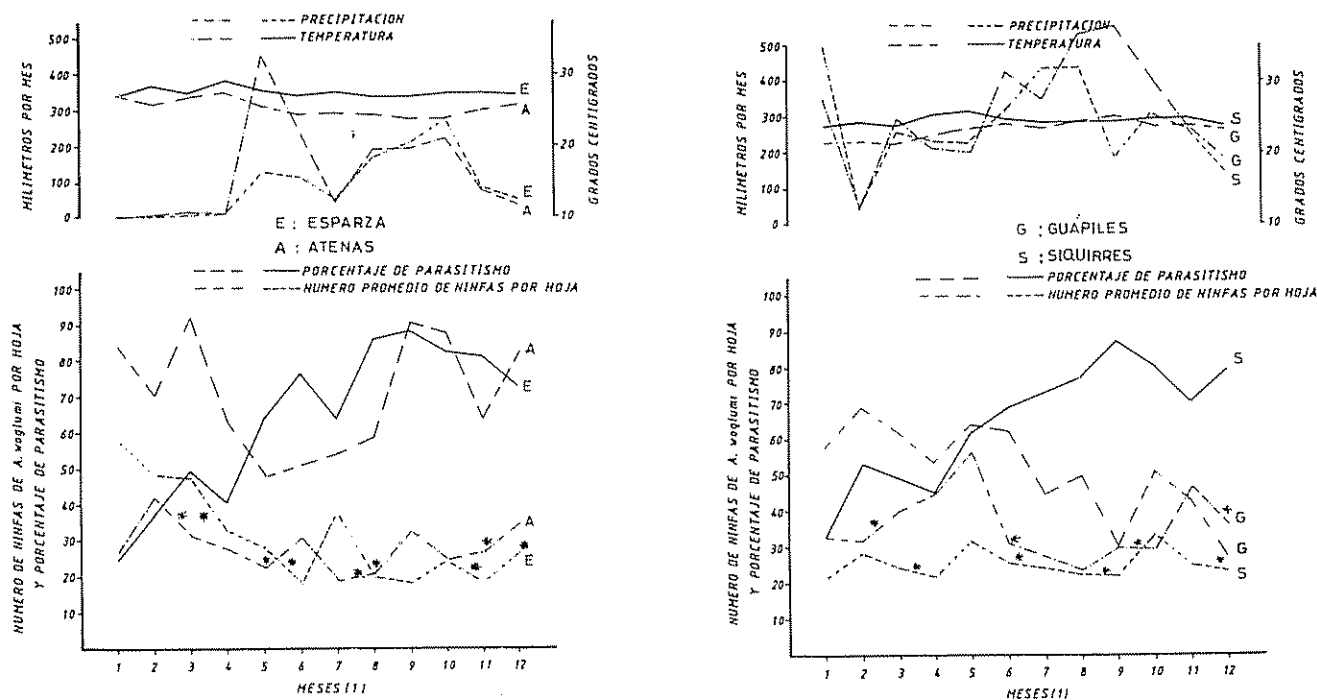 PRECIPITACION
TEMPERATURA
500
400
300
200
100
0
MILIMETROS POR MES
30
20
10
GRADOS CENTIGRADOS
E
A
E
A
E : ESPARZA
A : ATENAS
PORCENTAJE DE PARASITISMO
NUMERO PROMEDIO DE NINFAS POR HOJA
100
90
80
70
60
50
40
30
20
10
NUMERO DE NINFAS DE A. woglumi POR HOJA
Y PORCENTAJE DE PARASITISMO
A
E
A
E
* * * * * * * * *
1 2 3 4 5 6 7 8 9 10 11 12
MESES(1)
PRECIPITACION
TEMPERATURA
500
400
300
200
100
0
MILIMETROS POR MES
30
20
10
GRADOS CENTIGRADOS
S
G
G
S
G : GUAPILES
S : SIQUIRRES
PORCENTAJE DE PARASITISMO
NUMERO PROMEDIO DE NINFAS POR HOJA
100
90
80
70
60
50
40
30
20
10
NUMERO DE NINFAS DE A. woglumi POR HOJA
Y PORCENTAJE DE PARASITISMO
S
G
G
S
* * * * * * * *
1 2 3 4 5 6 7 8 9 10 11 12
MESES(1)